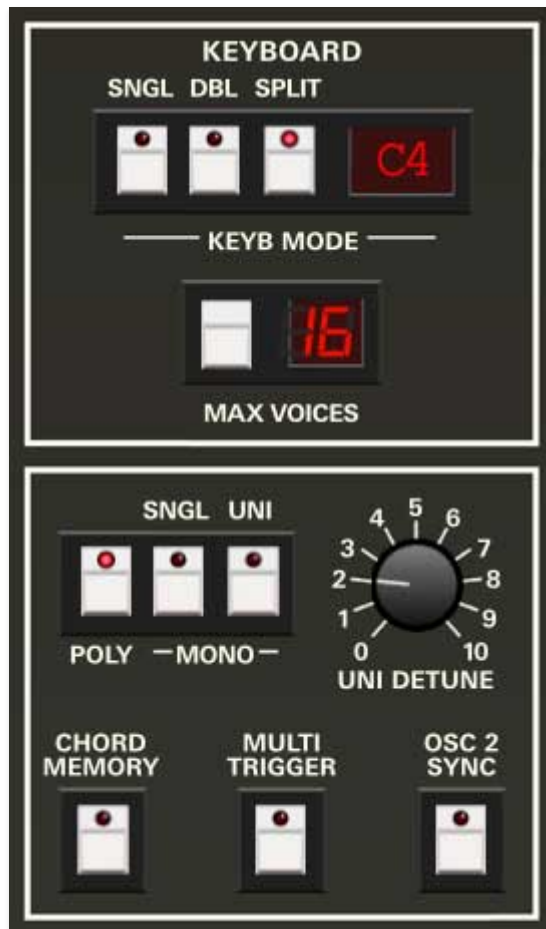 KEYBOARD
SNGL DBL SPLIT
C4
KEYB MODE
16
MAX VOICES
SNGL UNI
POLY MONO
0 1 2 3 4 5 6 7 8 9 10
UNI DETUNE
CHORD MEMORY
MULTI TRIGGER
OSC 2 SYNC